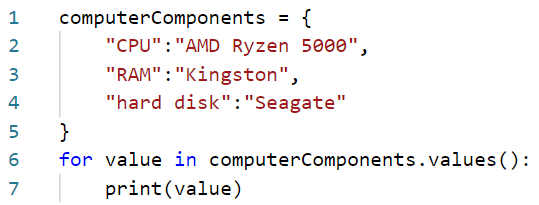 1 computerComponents = {
2     "CPU":"AMD Ryzen 5000",
3     "RAM":"Kingston",
4     "hard disk":"Seagate"
5 }
6 for value in computerComponents.values():
7     print(value)